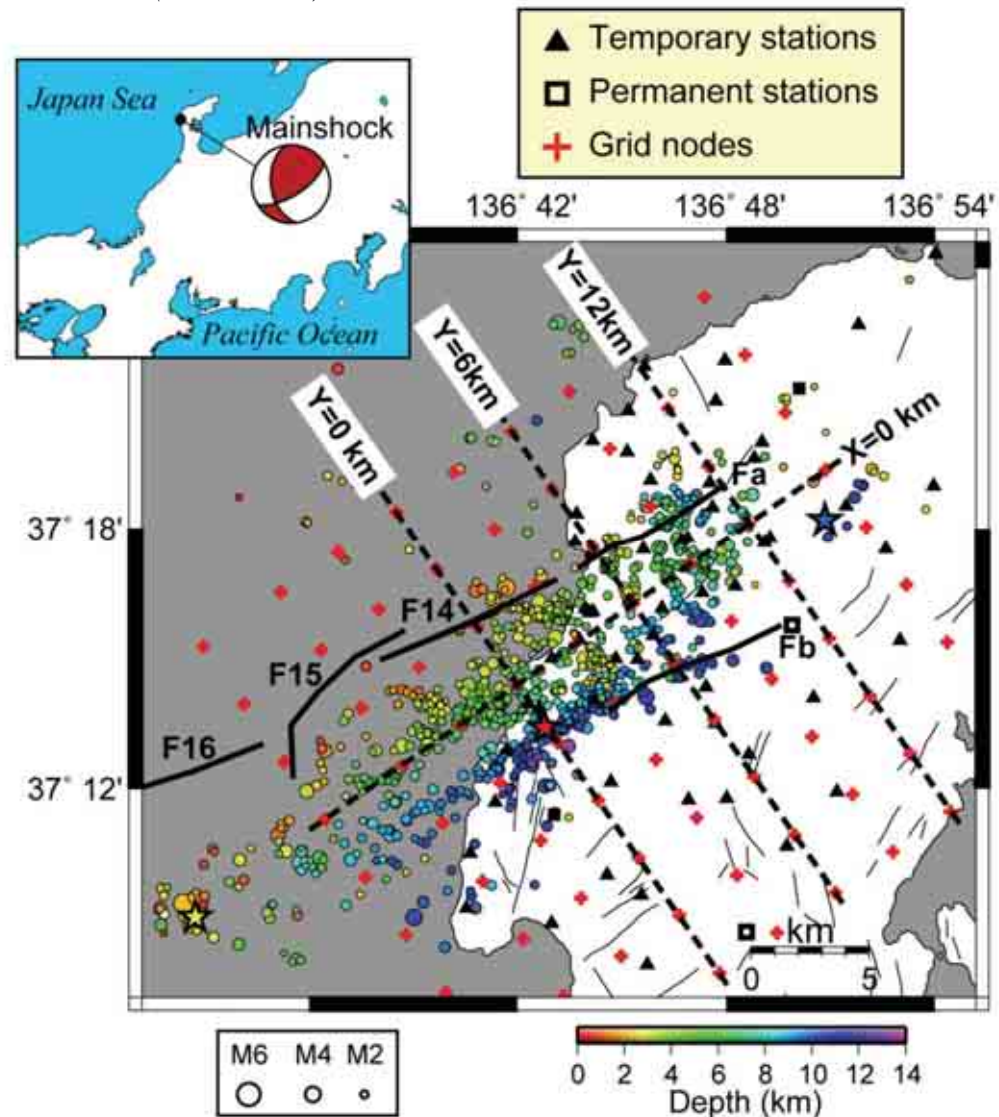 Japan Sea
Mainshock
Pacific Ocean
Temporary stations
Permanent stations
Grid nodes
136° 42'
136° 48'
136° 54'
Y=0 km
Y=6km
Y=12km
X=0 km
Fa
37° 18'
F14
F15
Fb
F16
37° 12'
km
0 5
M6 M4 M2
0 2 4 6 8 10 12 14
Depth (km)